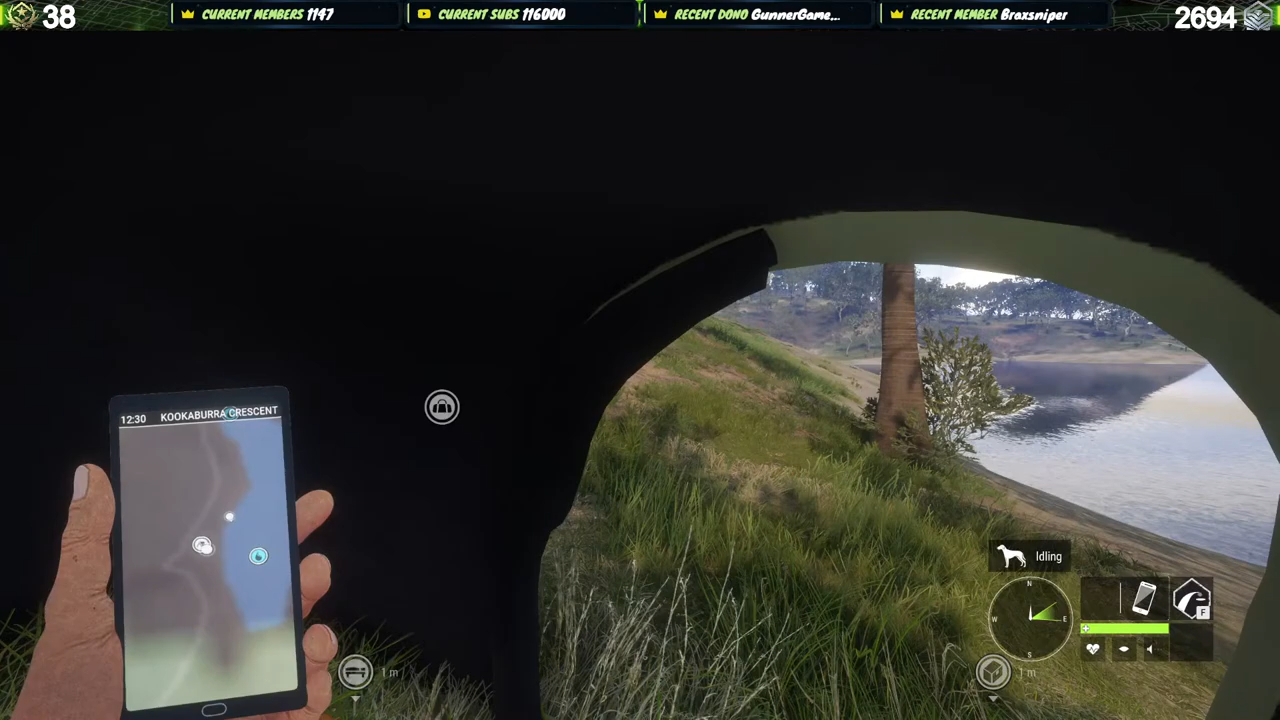 38
CURRENT MEMBERS 1147
CURRENT SUBS 116000
RECENT DONO GunnerGame...
RECENT MEMBER Braxsniper
2694
12:30 KOOKABURRA CRESCENT
Idling
N
W E
S
F
1 m
1 m